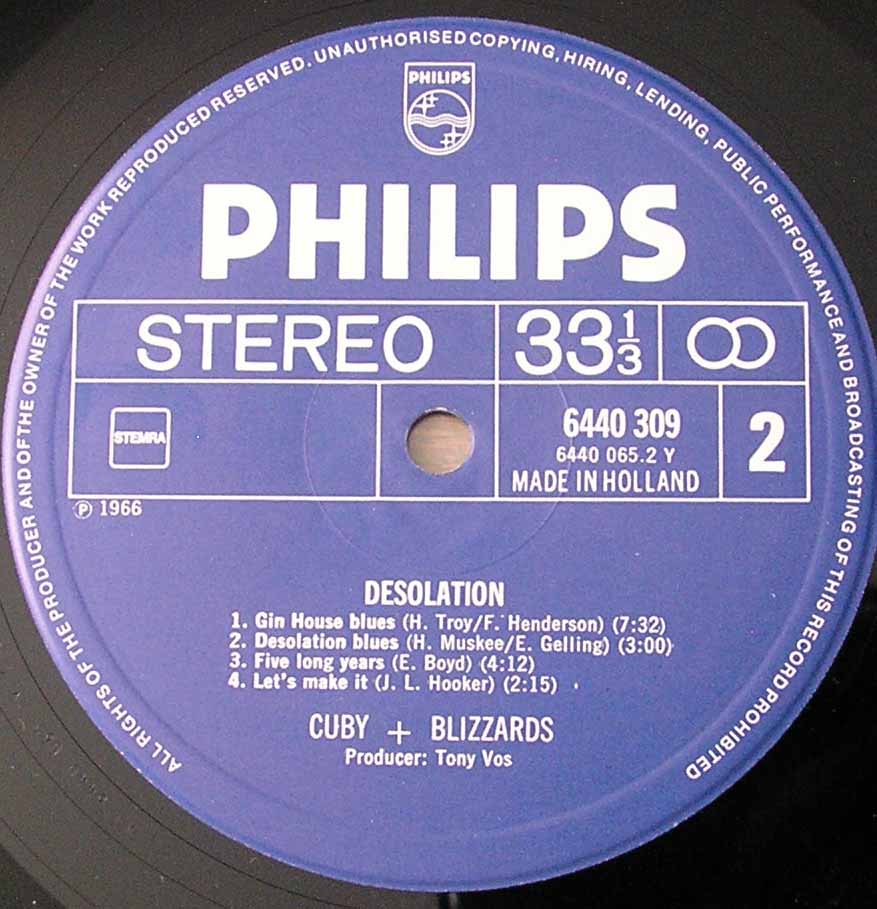 ALL RIGHTS OF THE PRODUCER AND OF THE OWNER OF THE WORK REPRODUCED RESERVED. UNAUTHORISED COPYING, HIRING, LENDING, PUBLIC PERFORMANCE AND BROADCASTING OF THIS RECORD PROHIBITED
PHILIPS
PHILIPS
STEREO 33 1/3
STEMRA
6440 309
6440 065.2 Y
MADE IN HOLLAND
2
℗ 1966
DESOLATION
1. Gin House blues (H. Troy/F. Henderson) (7:32)
2. Desolation blues (H. Muskee/E. Gelling) (3:00)
3. Five long years (E. Boyd) (4:12)
4. Let's make it (J. L. Hooker) (2:15)
CUBY + BLIZZARDS
Producer: Tony Vos